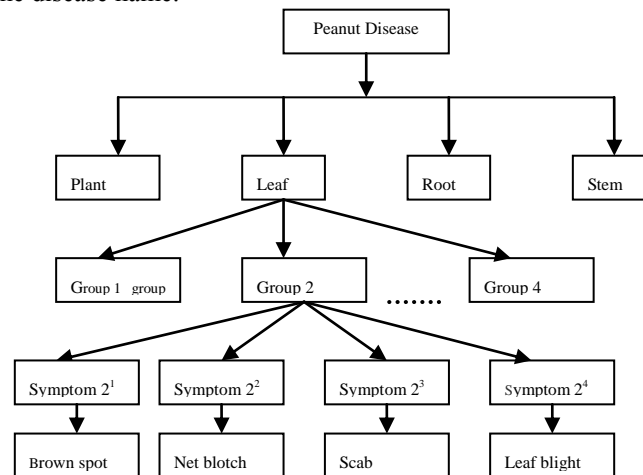 the disease name.
Peanut Disease
Plant Leaf Root Stem
Group 1 group Group 2 ....... Group 4
Symptom 2¹ Symptom 2² Symptom 2³ Symptom 2⁴
Brown spot Net blotch Scab Leaf blight